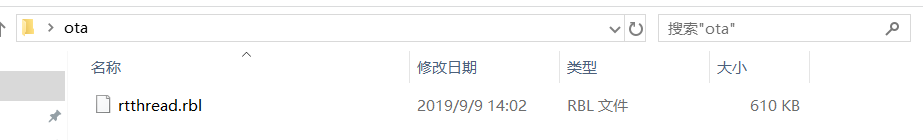 ota
搜索"ota"
名称 修改日期 类型 大小
rtthread.rbl 2019/9/9 14:02 RBL 文件 610 KB